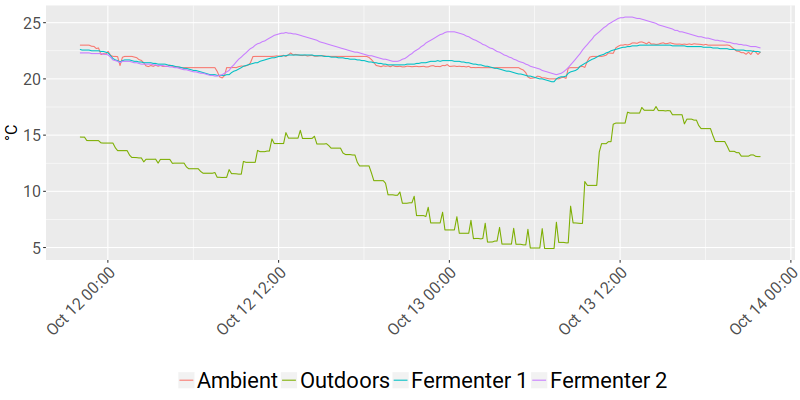 25
20
15
10
5
°C
Oct 12 00:00
Oct 12 12:00
Oct 13 00:00
Oct 13 12:00
Oct 14 00:00
Ambient Outdoors Fermenter 1 Fermenter 2